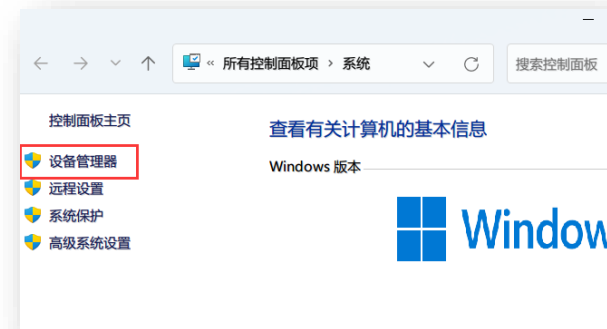 « 所有控制面板项 › 系统
搜索控制面板
控制面板主页
设备管理器
远程设置
系统保护
高级系统设置
查看有关计算机的基本信息
Windows 版本
Window